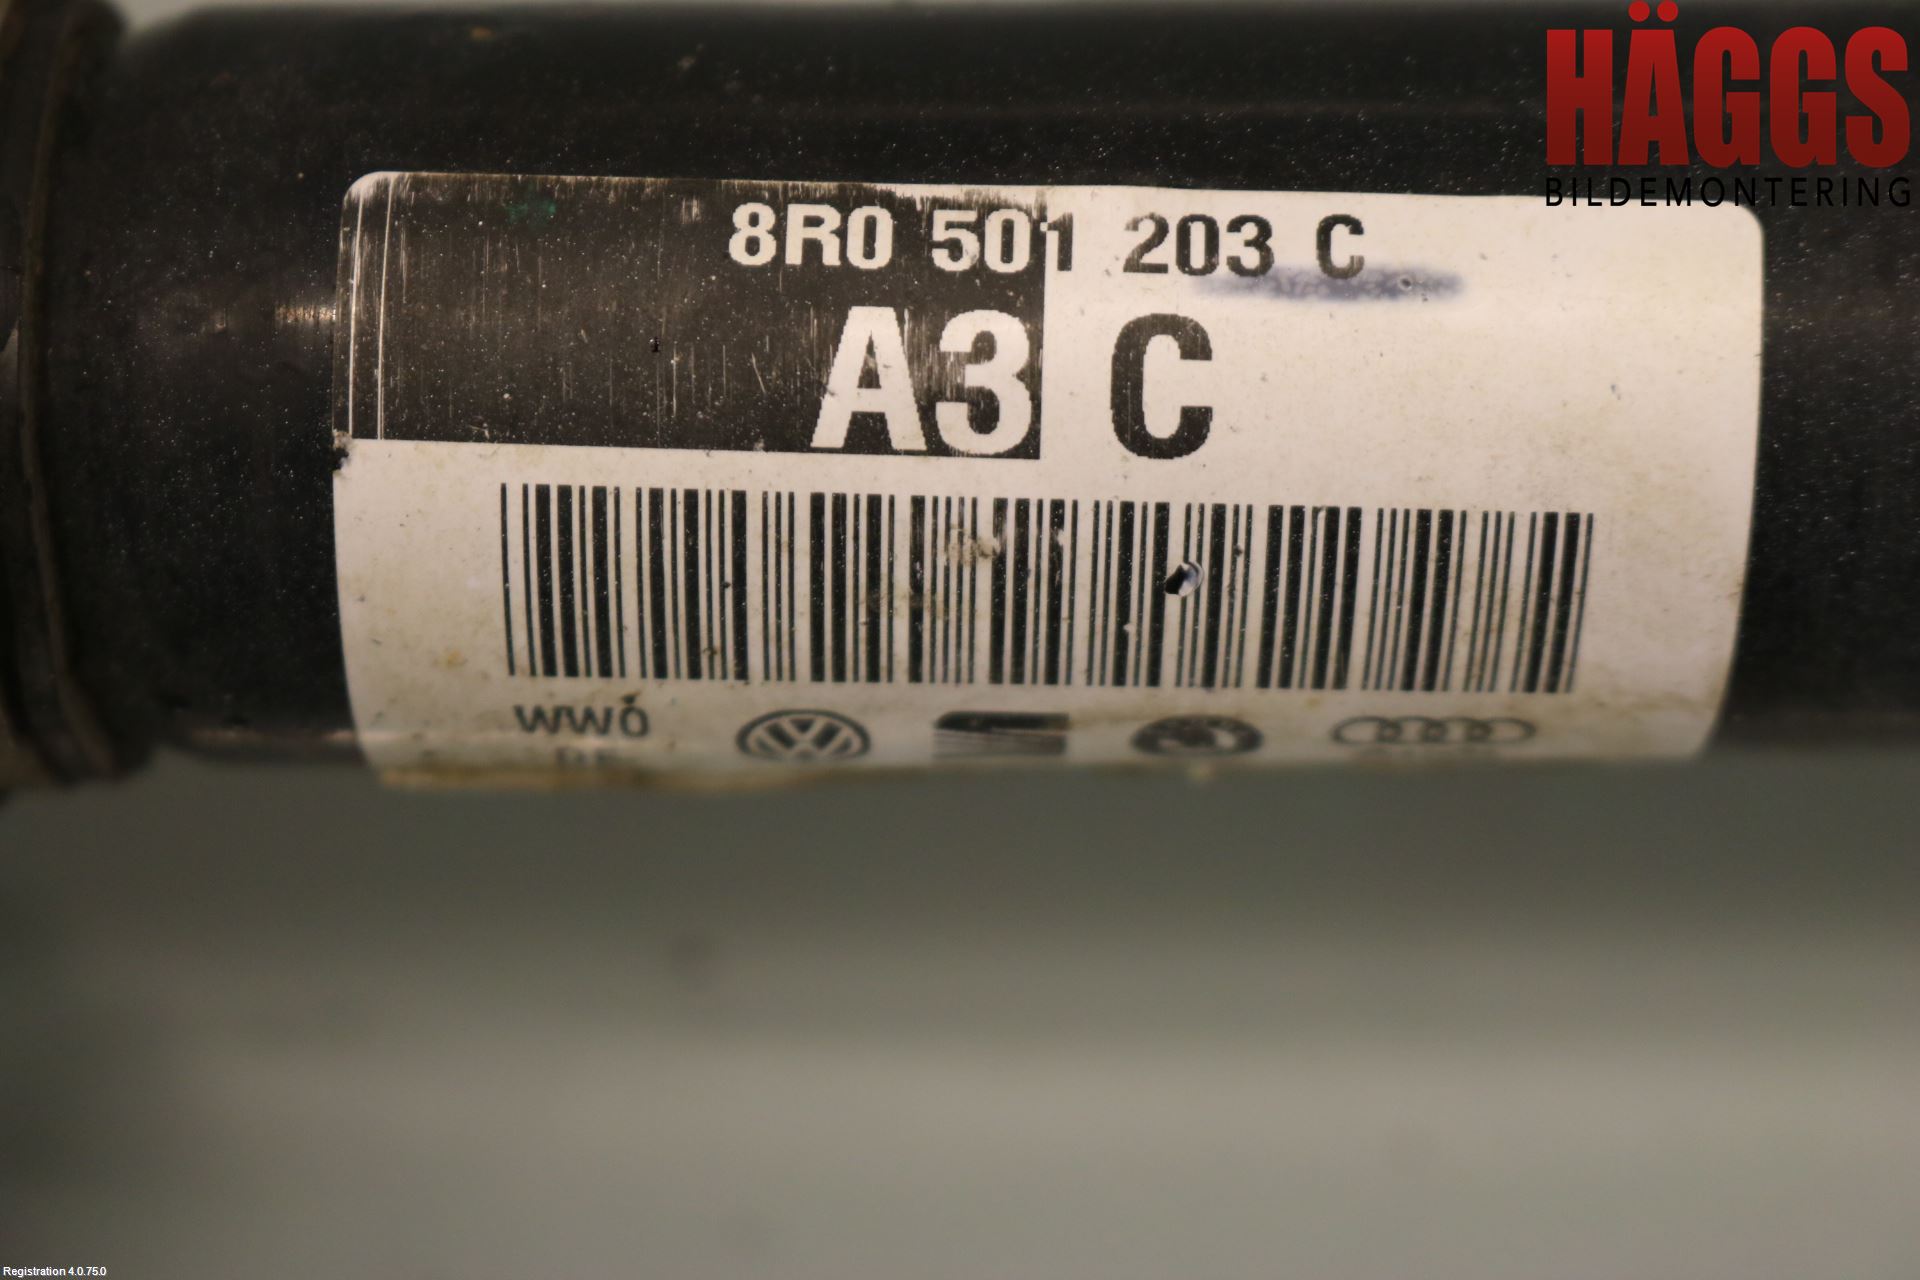 HÄGGS
BILDEMONTERING
8R0 501 203 C
A3 C
WWO
Registration 4.0.75.0